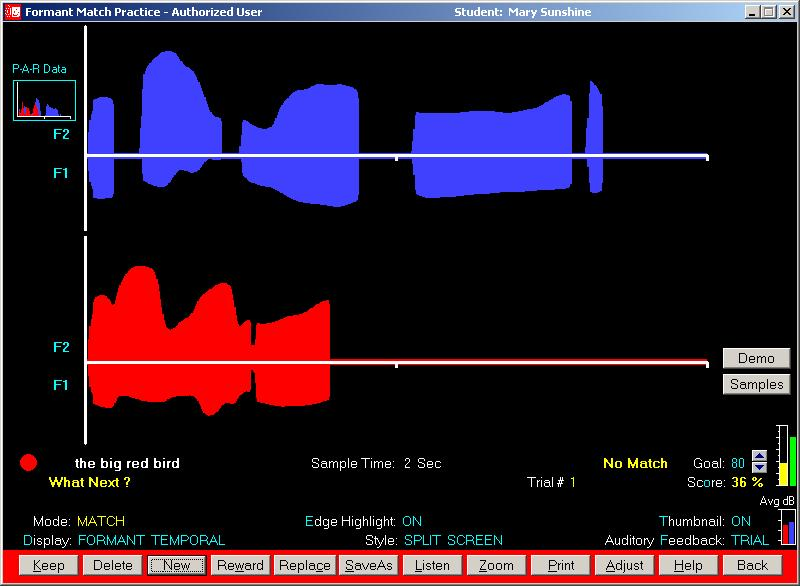 Formant Match Practice - Authorized User Student: Mary Sunshine
P-A-R Data
F2
F1
F2
F1
Demo
Samples
the big red bird Sample Time: 2 Sec No Match Goal: 80
What Next ? Trial # 1 Score: 36 %
Avg dB
Mode: MATCH Edge Highlight: ON Thumbnail: ON
Display: FORMANT TEMPORAL Style: SPLIT SCREEN Auditory Feedback: TRIAL
Keep Delete New Reward Replace SaveAs Listen Zoom Print Adjust Help Back